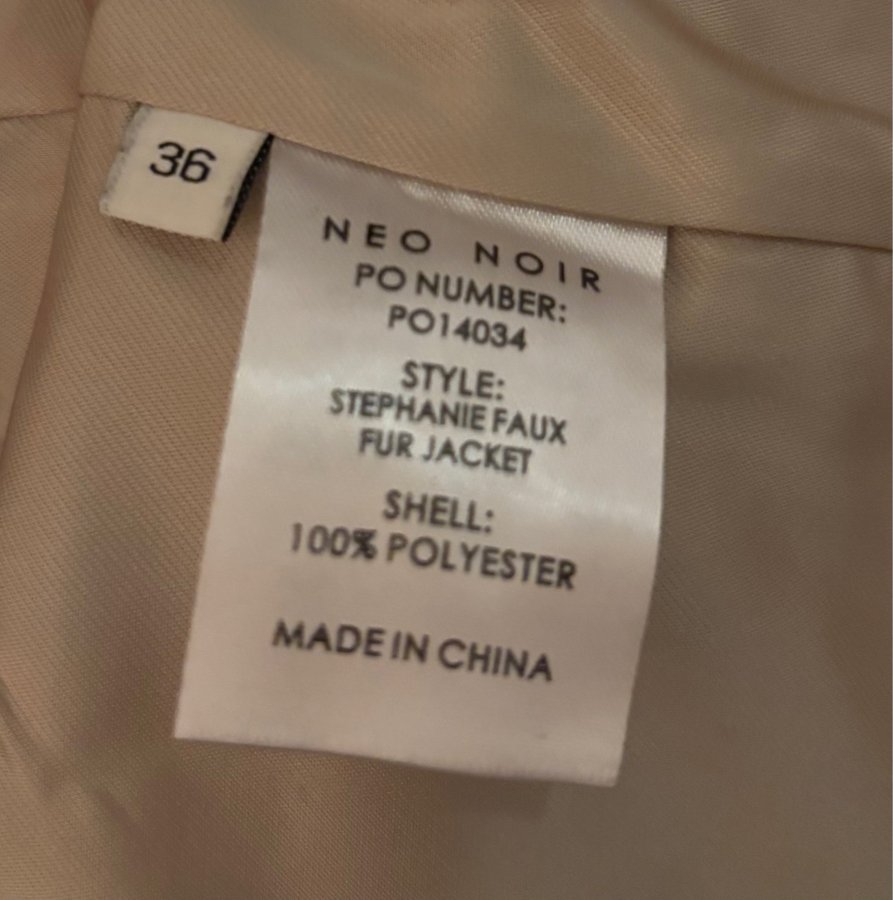 36
NEO NOIR
PO NUMBER:
PO14034
STYLE:
STEPHANIE FAUX
FUR JACKET
SHELL:
100% POLYESTER
MADE IN CHINA